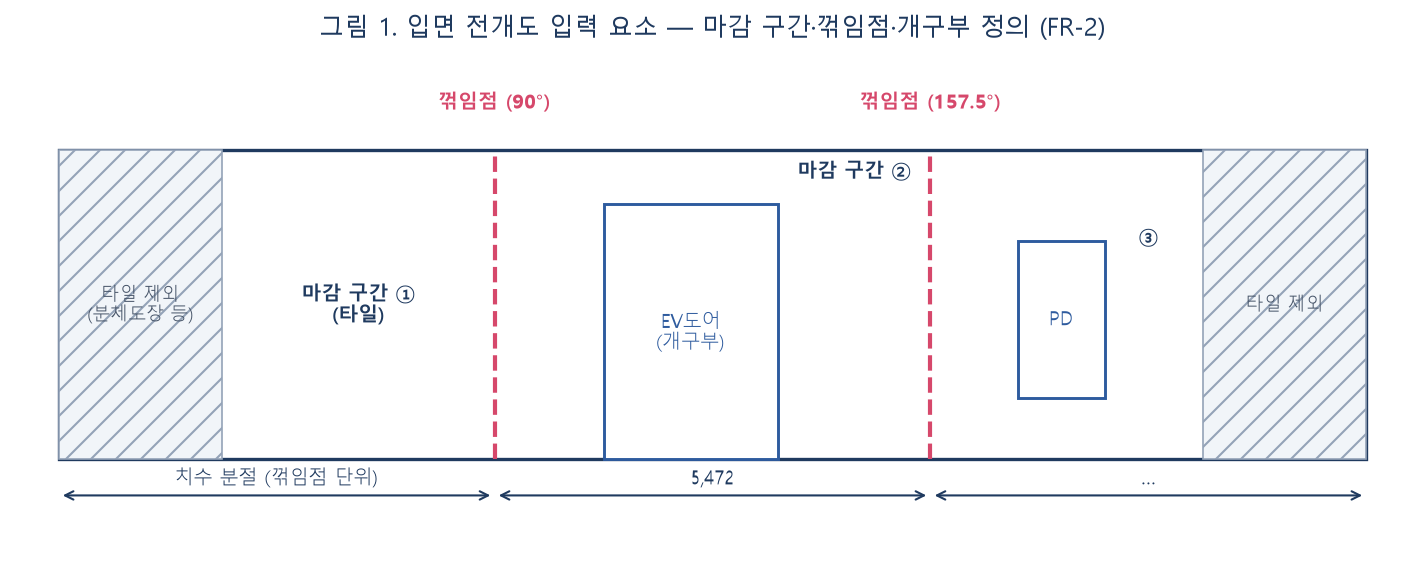 그림 1. 입면 전개도 입력 요소 — 마감 구간·꺾임점·개구부 정의 (FR-2)
꺾임점 (90°)
꺾임점 (157.5°)
마감 구간 ②
③
타일 제외
(분체도장 등)
마감 구간 ①
(타일)
EV도어
(개구부)
PD
타일 제외
치수 분절 (꺾임점 단위)
5,472
...